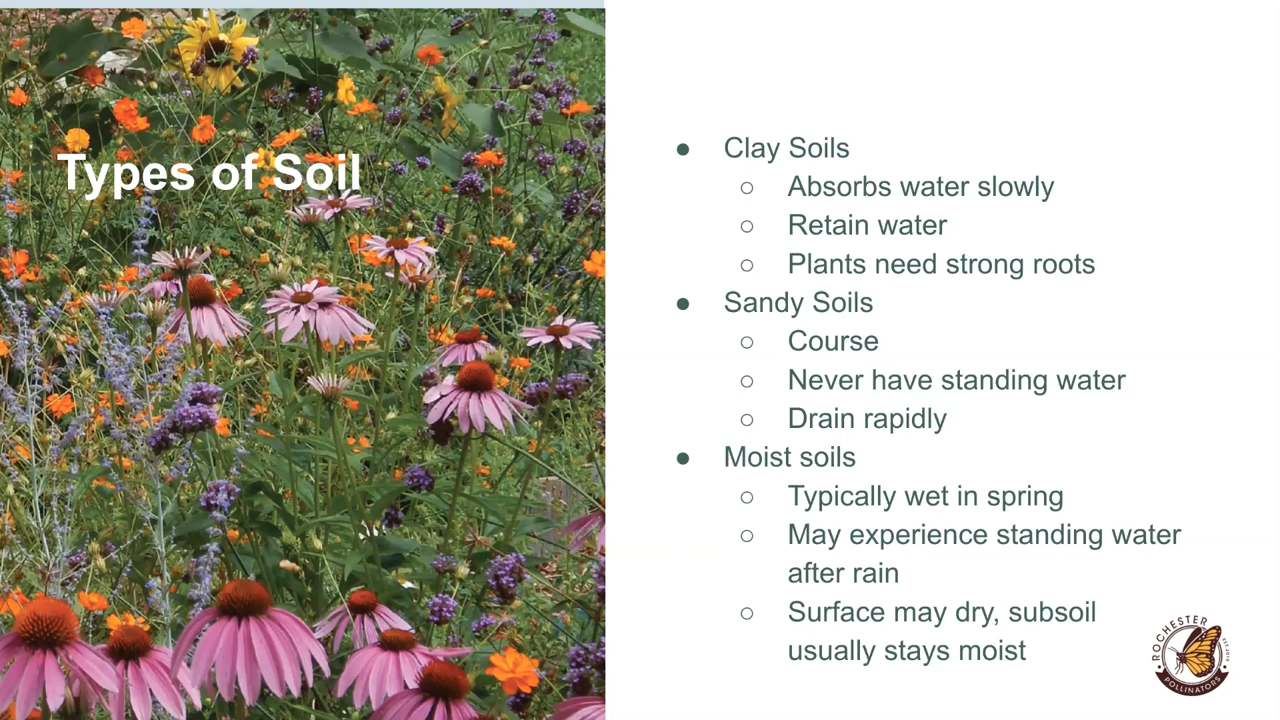 Types of Soil
● Clay Soils
○ Absorbs water slowly
○ Retain water
○ Plants need strong roots
● Sandy Soils
○ Course
○ Never have standing water
○ Drain rapidly
● Moist soils
○ Typically wet in spring
○ May experience standing water
after rain
○ Surface may dry, subsoil
usually stays moist
ROCHESTER
POLLINATORS